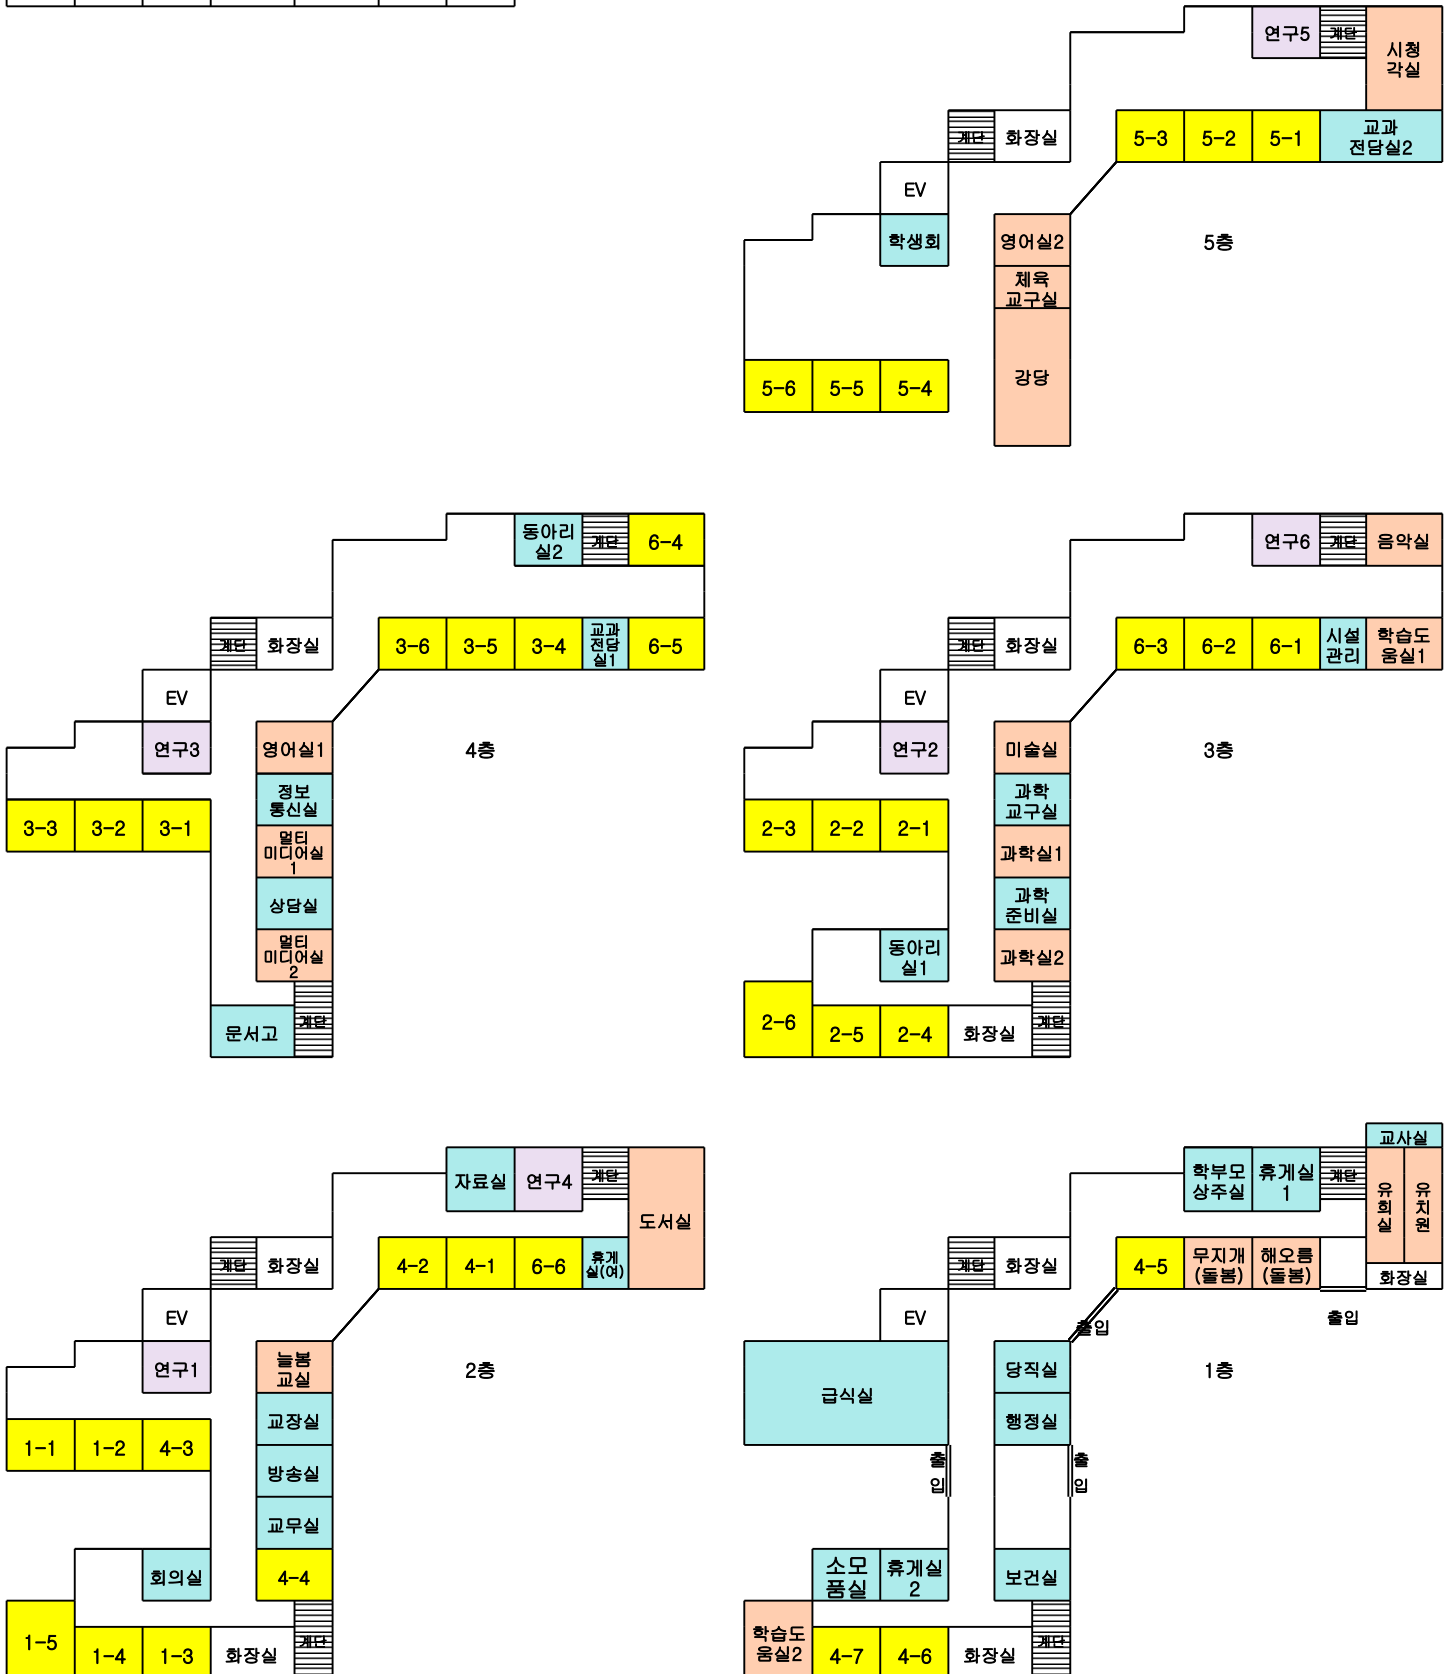 연구5
계단
시청
각실
계단
화장실
5-3
5-2
5-1
교과
전담실2
EV
학생회
영어실2
5층
체육
교구실
강당
5-6
5-5
5-4
동아리
실2
계단
6-4
계단
화장실
3-6
3-5
3-4
교과
전담
실1
6-5
EV
연구3
영어실1
4층
정보
통신실
3-3
3-2
3-1
멀티
미디어실
1
상담실
멀티
미디어실
2
문서고
계단
연구6
계단
음악실
계단
화장실
6-3
6-2
6-1
시설
관리
학습도
움실1
EV
연구2
미술실
3층
과학
교구실
2-3
2-2
2-1
과학실1
과학
준비실
동아리
실1
과학실2
2-6
2-5
2-4
화장실
계단
자료실
연구4
계단
도서실
계단
화장실
4-2
4-1
6-6
휴게
실(여)
EV
연구1
늘봄
교실
2층
교장실
1-1
1-2
4-3
방송실
교무실
회의실
4-4
1-5
1-4
1-3
화장실
계단
교사실
학부모
상주실
휴게실
1
계단
유
희
실
유
치
원
계단
화장실
4-5
무지개
(돌봄)
해오름
(돌봄)
화장실
EV
출입
출입
급식실
당직실
1층
행정실
출
입
출
입
소모
품실
휴게실
2
보건실
학습도
움실2
4-7
4-6
화장실
계단